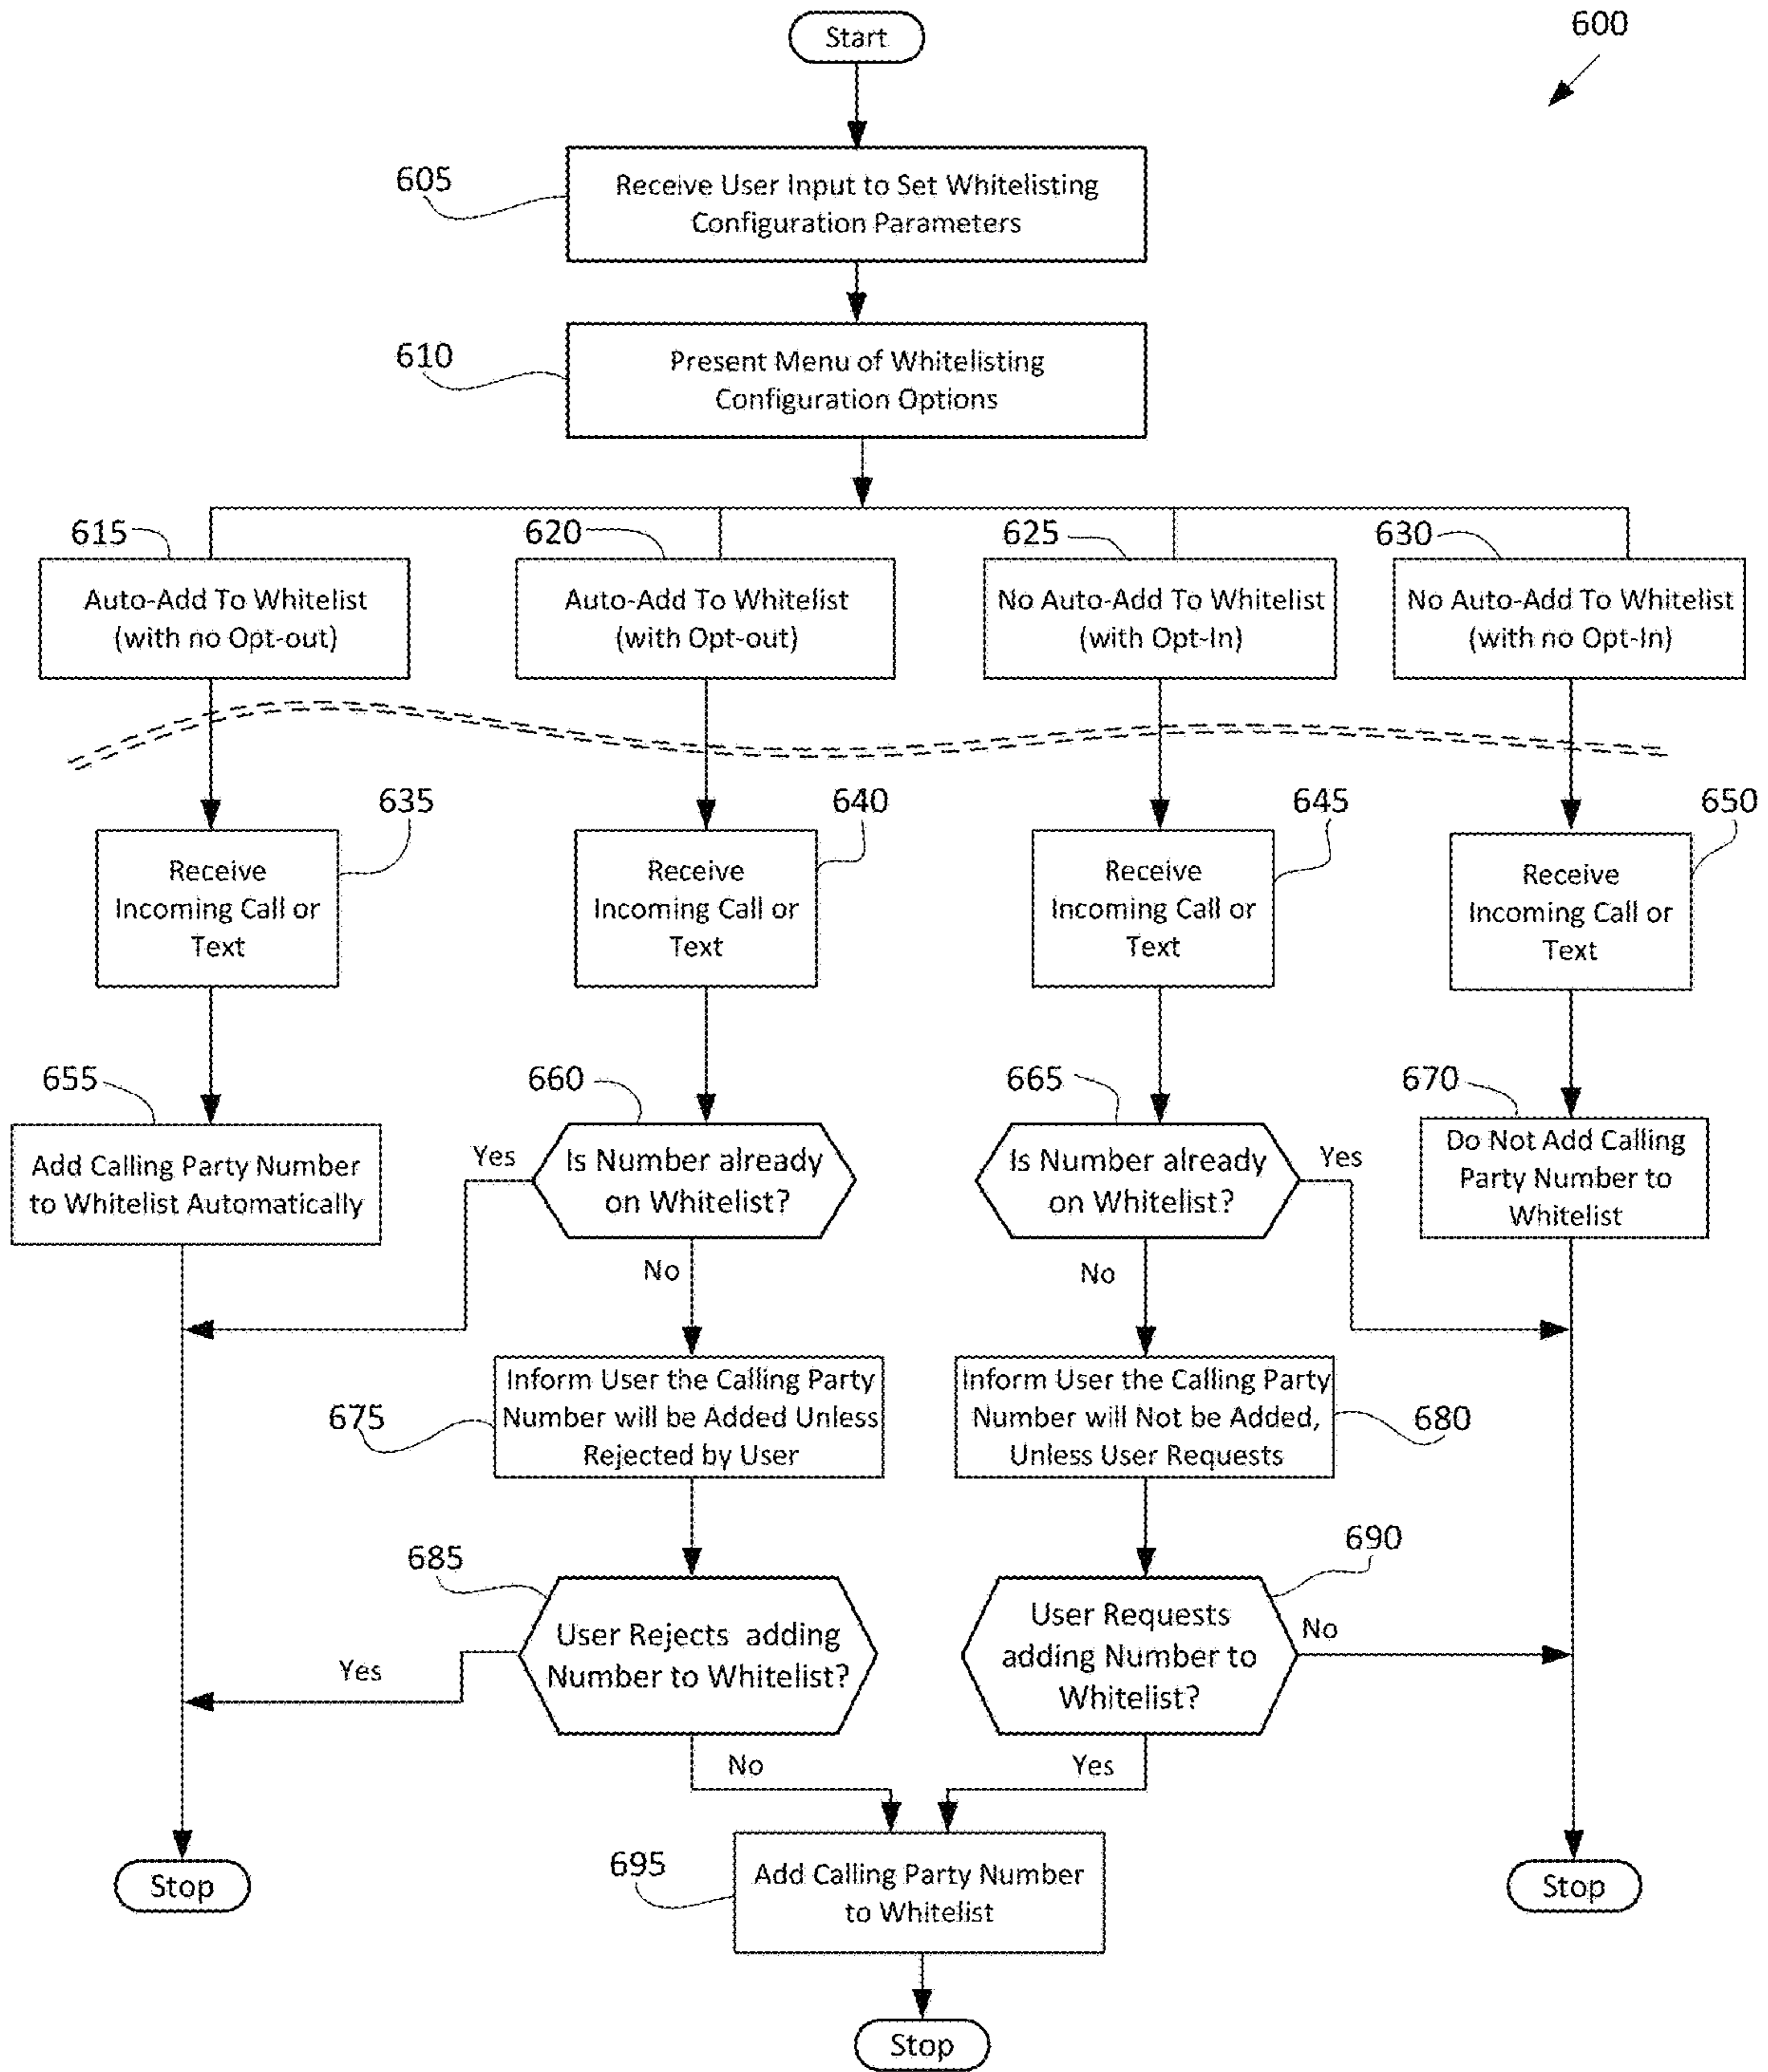 Start
600
605
Receive User Input to Set Whitelisting
Configuration Parameters
610
Present Menu of Whitelisting
Configuration Options
615
620
625
630
Auto-Add To Whitelist
(with no Opt-out)
Auto-Add To Whitelist
(with Opt-out)
No Auto-Add To Whitelist
(with Opt-In)
No Auto-Add To Whitelist
(with no Opt-In)
635
640
645
650
Receive
Incoming Call or
Text
Receive
Incoming Call or
Text
Receive
Incoming Call or
Text
Receive
Incoming Call or
Text
655
660
665
670
Add Calling Party Number
to Whitelist Automatically
Yes
Is Number already
on Whitelist?
Is Number already
on Whitelist?
Yes
Do Not Add Calling
Party Number to
Whitelist
No
No
675
Inform User the Calling Party
Number will be Added Unless
Rejected by User
Inform User the Calling Party
Number will Not be Added,
Unless User Requests
680
685
690
User Rejects adding
Number to Whitelist?
Yes
User Requests
adding Number to
Whitelist?
No
No
Yes
695
Add Calling Party Number
to Whitelist
Stop
Stop
Stop